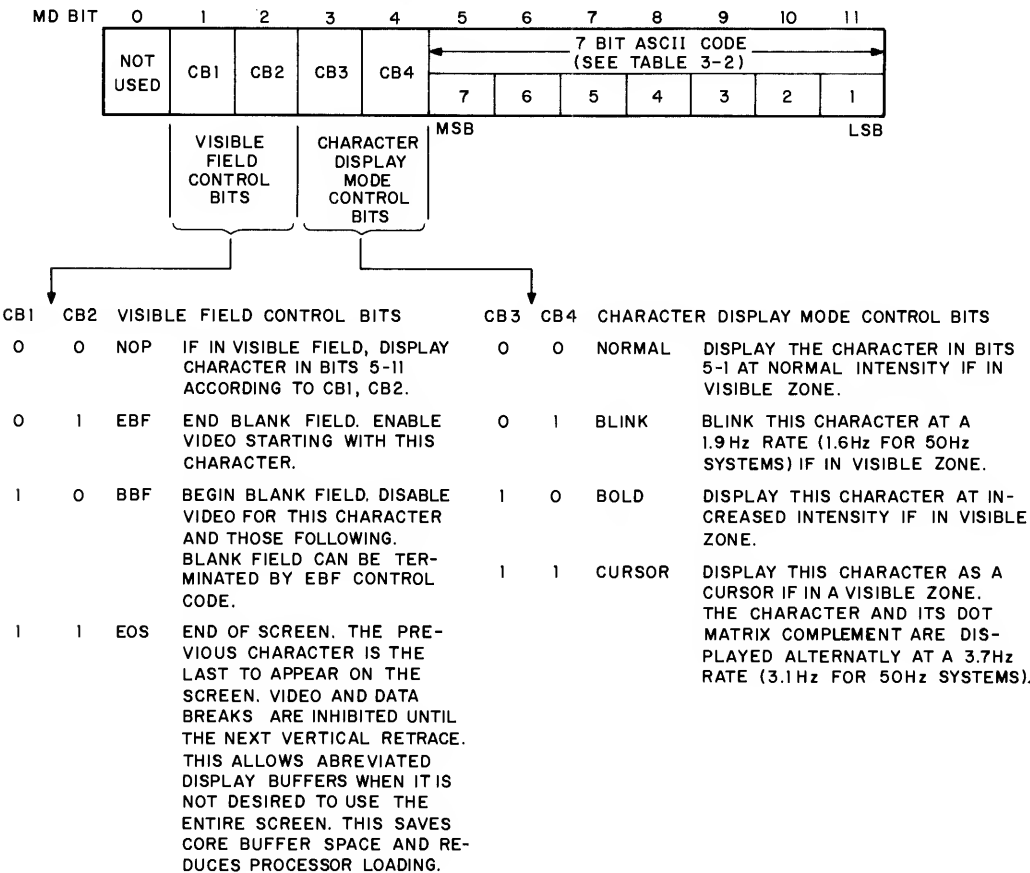 MD BIT 0 1 2 3 4 5 6 7 8 9 10 11
NOT USED CB1 CB2 CB3 CB4
7 BIT ASCII CODE
(SEE TABLE 3-2)
7 6 5 4 3 2 1
MSB LSB
VISIBLE
FIELD
CONTROL
BITS
CHARACTER
DISPLAY
MODE
CONTROL
BITS
CB1 CB2 VISIBLE FIELD CONTROL BITS
0 0 NOP IF IN VISIBLE FIELD, DISPLAY
CHARACTER IN BITS 5-11
ACCORDING TO CB1, CB2.
0 1 EBF END BLANK FIELD. ENABLE
VIDEO STARTING WITH THIS
CHARACTER.
1 0 BBF BEGIN BLANK FIELD. DISABLE
VIDEO FOR THIS CHARACTER
AND THOSE FOLLOWING.
BLANK FIELD CAN BE TER-
MINATED BY EBF CONTROL
CODE.
1 1 EOS END OF SCREEN. THE PRE-
VIOUS CHARACTER IS THE
LAST TO APPEAR ON THE
SCREEN. VIDEO AND DATA
BREAKS ARE INHIBITED UNTIL
THE NEXT VERTICAL RETRACE.
THIS ALLOWS ABREVIATED
DISPLAY BUFFERS WHEN IT IS
NOT DESIRED TO USE THE
ENTIRE SCREEN. THIS SAVES
CORE BUFFER SPACE AND RE-
DUCES PROCESSOR LOADING.
CB3 CB4 CHARACTER DISPLAY MODE CONTROL BITS
0 0 NORMAL DISPLAY THE CHARACTER IN BITS
5-1 AT NORMAL INTENSITY IF IN
VISIBLE ZONE.
0 1 BLINK BLINK THIS CHARACTER AT A
1.9Hz RATE (1.6Hz FOR 50Hz
SYSTEMS) IF IN VISIBLE ZONE.
1 0 BOLD DISPLAY THIS CHARACTER AT IN-
CREASED INTENSITY IF IN VISIBLE
ZONE.
1 1 CURSOR DISPLAY THIS CHARACTER AS A
CURSOR IF IN A VISIBLE ZONE.
THE CHARACTER AND ITS DOT
MATRIX COMPLEMENT ARE DIS-
PLAYED ALTERNATLY AT A 3.7Hz
RATE (3.1Hz FOR 50Hz SYSTEMS).